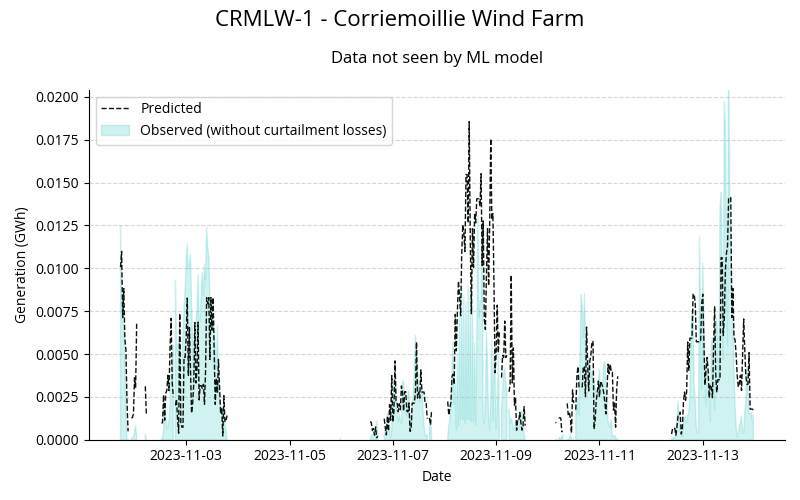 CRMLW-1 - Corriemoillie Wind Farm
Data not seen by ML model
Predicted
Observed (without curtailment losses)
Generation (GWh)
0.0200
0.0175
0.0150
0.0125
0.0100
0.0075
0.0050
0.0025
0.0000
2023-11-03 2023-11-05 2023-11-07 2023-11-09 2023-11-11 2023-11-13
Date